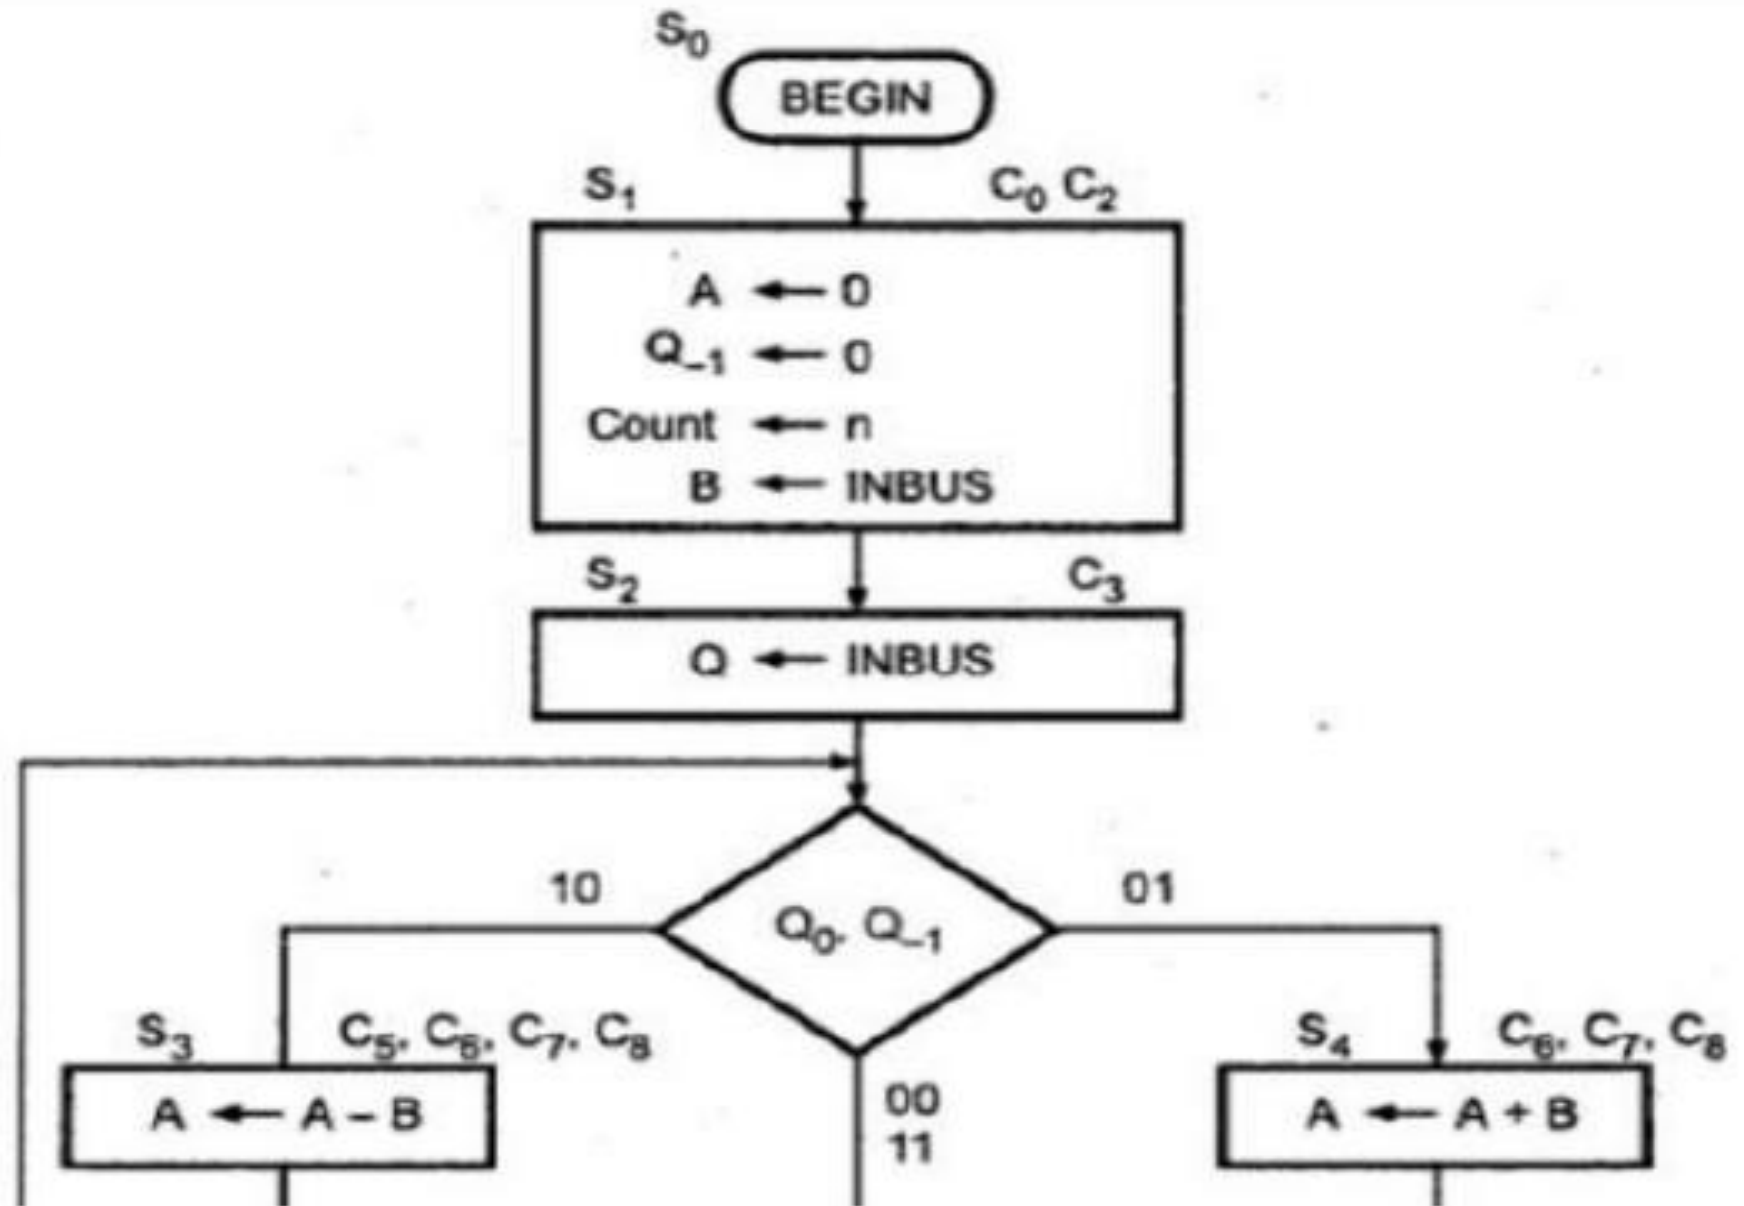 S₀
BEGIN
S₁ C₀ C₂
A ← 0
Q₋₁ ← 0
Count ← n
B ← INBUS
S₂ C₃
Q ← INBUS
10 01
Q₀, Q₋₁
S₃ C₅, C₆, C₇, C₈ S₄ C₆, C₇, C₈
A ← A – B A ← A + B
00
11